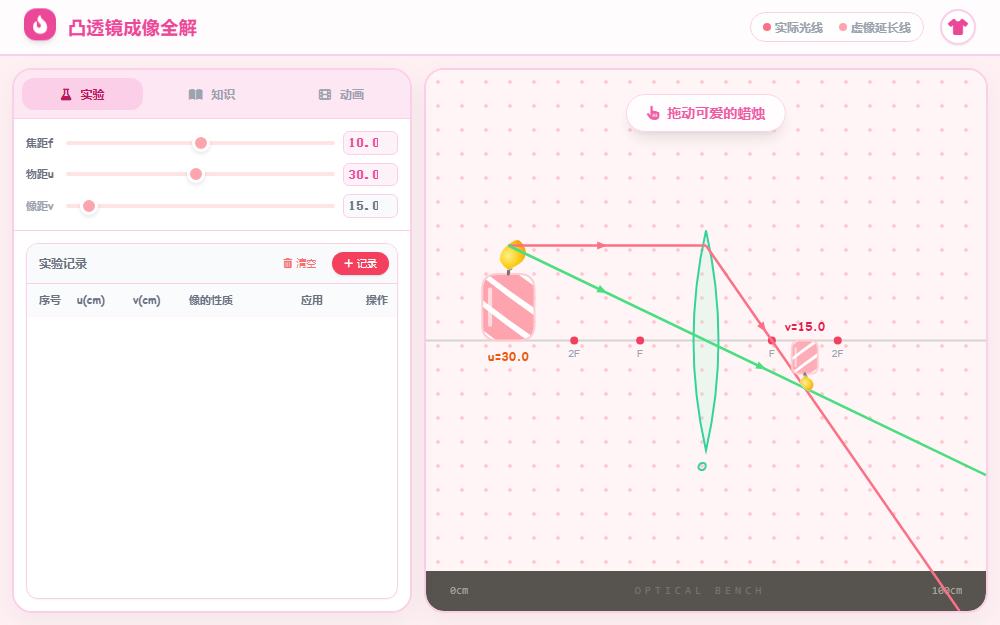 凸透镜成像全解
实际光线
虚像延长线
实验
知识
动画
焦距f
10.0
物距u
30.0
像距v
15.0
实验记录
清空
记录
序号 u(cm) v(cm) 像的性质 应用 操作
拖动可爱的蜡烛
v=15.0
2F F F 2F
u=30.0
O
0cm OPTICAL BENCH 100cm